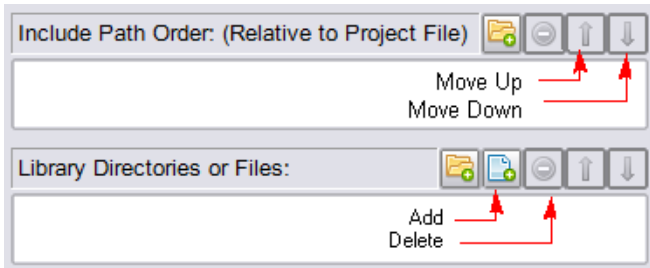 Include Path Order: (Relative to Project File)
Move Up
Move Down
Library Directories or Files:
Add
Delete